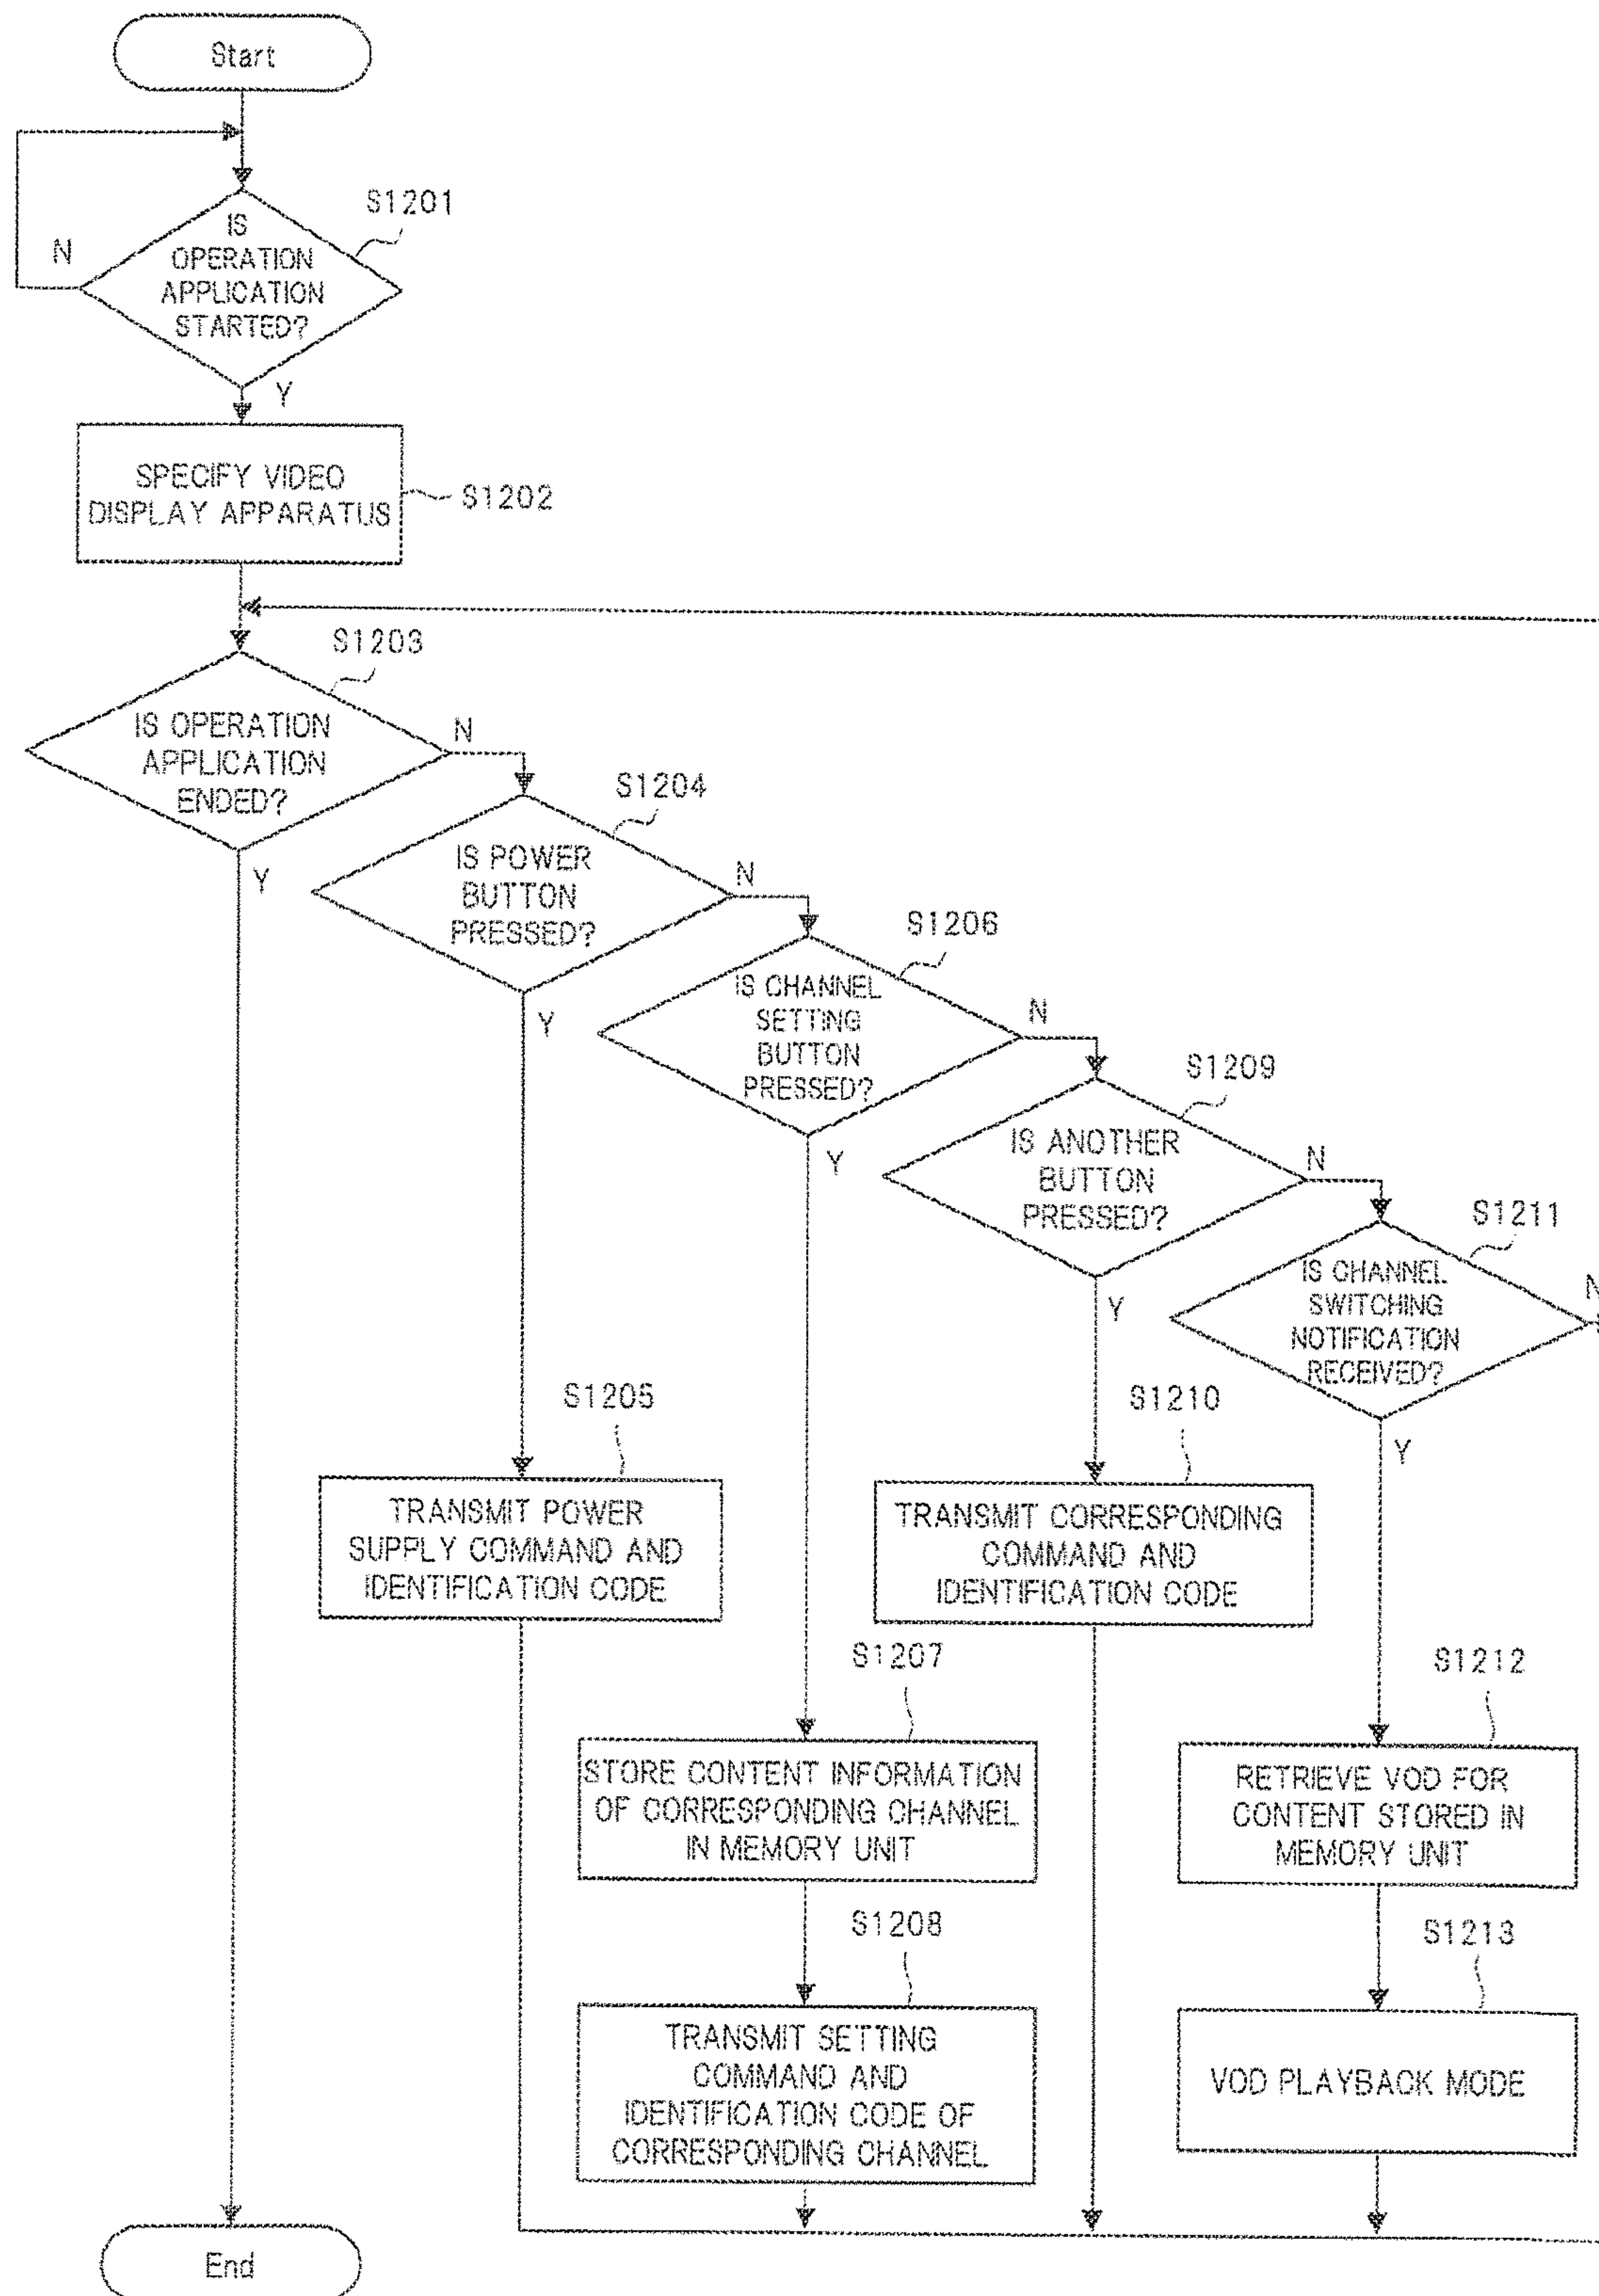 Start
S1201
N
IS
OPERATION
APPLICATION
STARTED?
Y
SPECIFY VIDEO
DISPLAY APPARATUS
S1202
S1203
IS OPERATION
APPLICATION
ENDED?
N
Y
S1204
IS POWER
BUTTON
PRESSED?
N
Y
S1206
IS CHANNEL
SETTING
BUTTON
PRESSED?
N
Y
S1209
IS ANOTHER
BUTTON
PRESSED?
N
Y
S1211
IS CHANNEL
SWITCHING
NOTIFICATION
RECEIVED?
N
Y
S1205
TRANSMIT POWER
SUPPLY COMMAND AND
IDENTIFICATION CODE
S1210
TRANSMIT CORRESPONDING
COMMAND AND
IDENTIFICATION CODE
S1207
STORE CONTENT INFORMATION
OF CORRESPONDING CHANNEL
IN MEMORY UNIT
S1212
RETRIEVE VOD FOR
CONTENT STORED IN
MEMORY UNIT
S1208
TRANSMIT SETTING
COMMAND AND
IDENTIFICATION CODE OF
CORRESPONDING CHANNEL
S1213
VOD PLAYBACK MODE
End